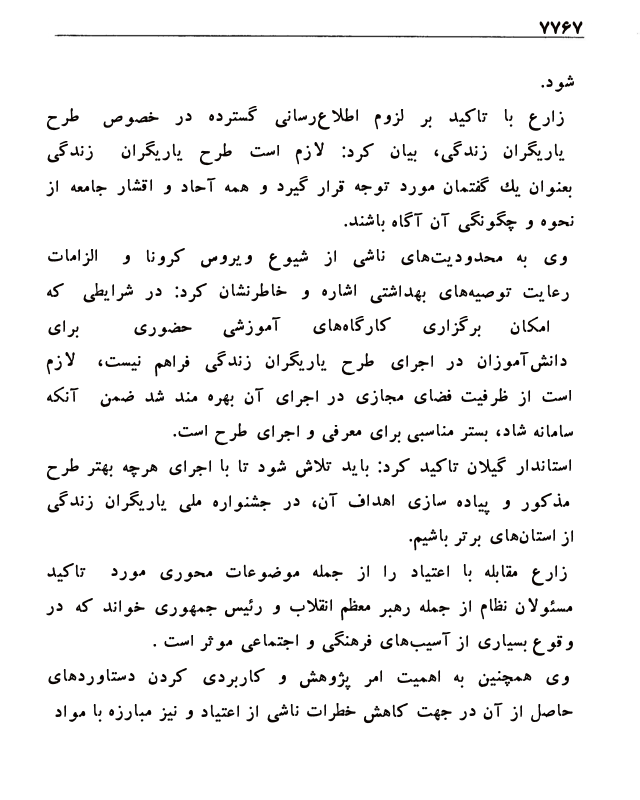 ۷۷۶۷
شود.
زارع با تاکید بر لزوم اطلاع‌رسانی گسترده در خصوص طرح
یاریگران زندگی، بیان کرد: لازم است طرح یاریگران زندگی
بعنوان یك گفتمان مورد توجه قرار گیرد و همه آحاد و اقشار جامعه از
نحوه و چگونگی آن آگاه باشند.
وی به محدودیت‌های ناشی از شیوع ویروس کرونا و الزامات
رعایت توصیه‌های بهداشتی اشاره و خاطرنشان کرد: در شرایطی که
امکان برگزاری کارگاه‌های آموزشی حضوری برای
دانش‌آموزان در اجرای طرح یاریگران زندگی فراهم نیست، لازم
است از ظرفیت فضای مجازی در اجرای آن بهره مند شد ضمن آنکه
سامانه شاد، بستر مناسبی برای معرفی و اجرای طرح است.
استاندار گیلان تاکید کرد: باید تلاش شود تا با اجرای هرچه بهتر طرح
مذکور و پیاده سازی اهداف آن، در جشنواره ملی یاریگران زندگی
از استان‌های برتر باشیم.
زارع مقابله با اعتیاد را از جمله موضوعات محوری مورد تاکید
مسئولان نظام از جمله رهبر معظم انقلاب و رئیس جمهوری خواند که در
وقوع بسیاری از آسیب‌های فرهنگی و اجتماعی موثر است .
وی همچنین به اهمیت امر پژوهش و کاربردی کردن دستاوردهای
حاصل از آن در جهت کاهش خطرات ناشی از اعتیاد و نیز مبارزه با مواد